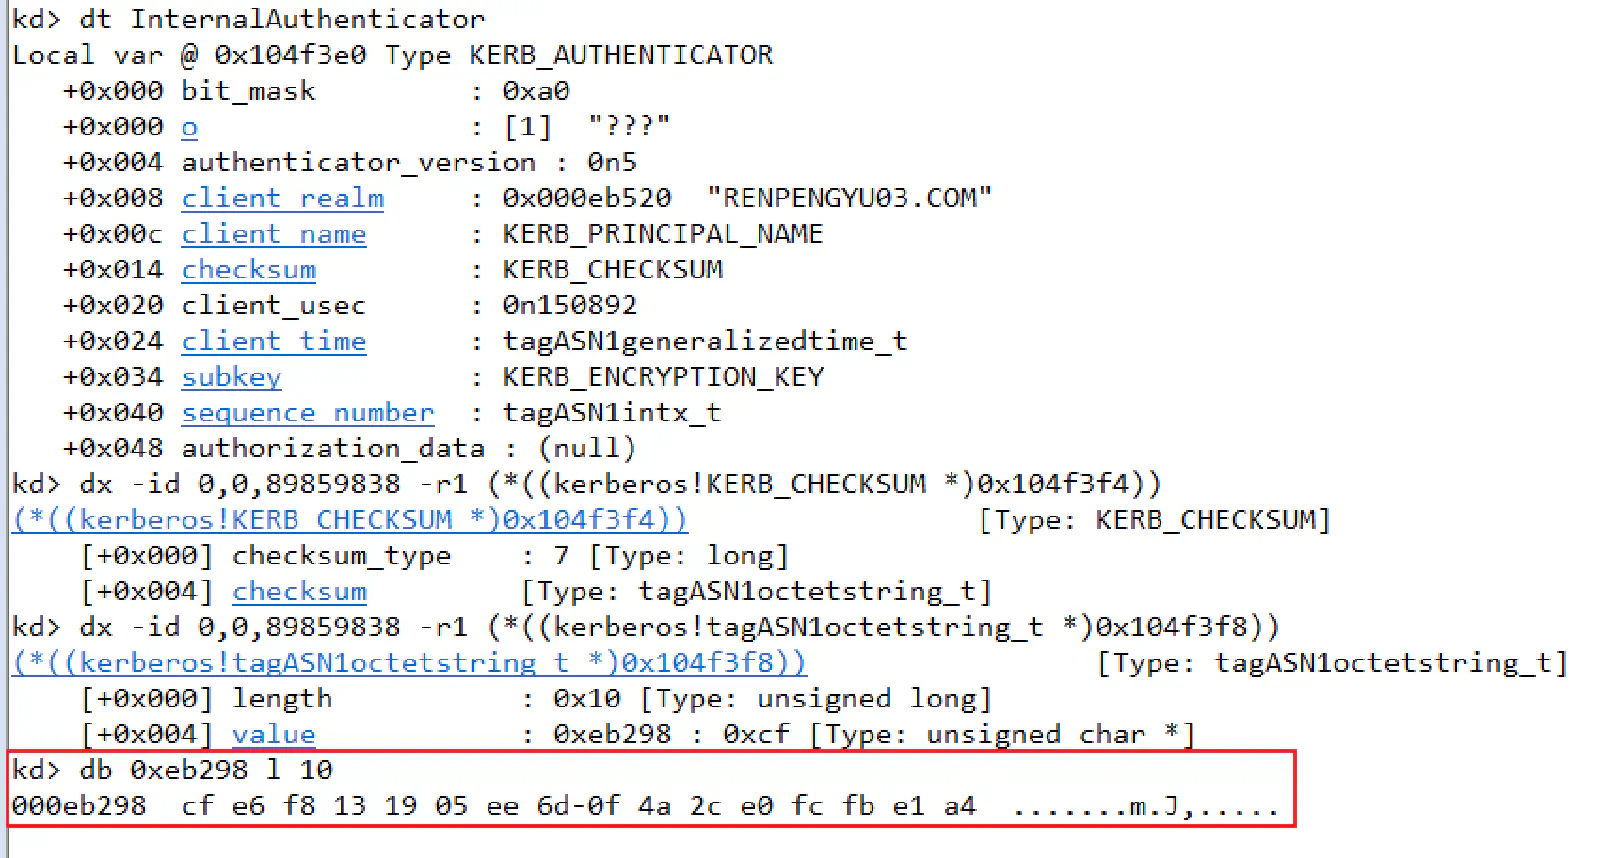 kd> dt InternalAuthenticator
Local var @ 0x104f3e0 Type KERB_AUTHENTICATOR
   +0x000 bit_mask         : 0xa0
   +0x000 o                : [1]  "???"
   +0x004 authenticator_version : 0n5
   +0x008 client_realm     : 0x000eb520  "RENPENGYU03.COM"
   +0x00c client_name      : KERB_PRINCIPAL_NAME
   +0x014 checksum         : KERB_CHECKSUM
   +0x020 client_usec      : 0n150892
   +0x024 client_time      : tagASN1generalizedtime_t
   +0x034 subkey           : KERB_ENCRYPTION_KEY
   +0x040 sequence_number  : tagASN1intx_t
   +0x048 authorization_data : (null)
kd> dx -id 0,0,89859838 -r1 (*((kerberos!KERB_CHECKSUM *)0x104f3f4))
(*((kerberos!KERB_CHECKSUM *)0x104f3f4))                 [Type: KERB_CHECKSUM]
    [+0x000] checksum_type    : 7 [Type: long]
    [+0x004] checksum         [Type: tagASN1octetstring_t]
kd> dx -id 0,0,89859838 -r1 (*((kerberos!tagASN1octetstring_t *)0x104f3f8))
(*((kerberos!tagASN1octetstring_t *)0x104f3f8))                 [Type: tagASN1octetstring_t]
    [+0x000] length           : 0x10 [Type: unsigned long]
    [+0x004] value            : 0xeb298 : 0xcf [Type: unsigned char *]
kd> db 0xeb298 l 10
000eb298  cf e6 f8 13 19 05 ee 6d-0f 4a 2c e0 fc fb e1 a4  .......m.J,.....